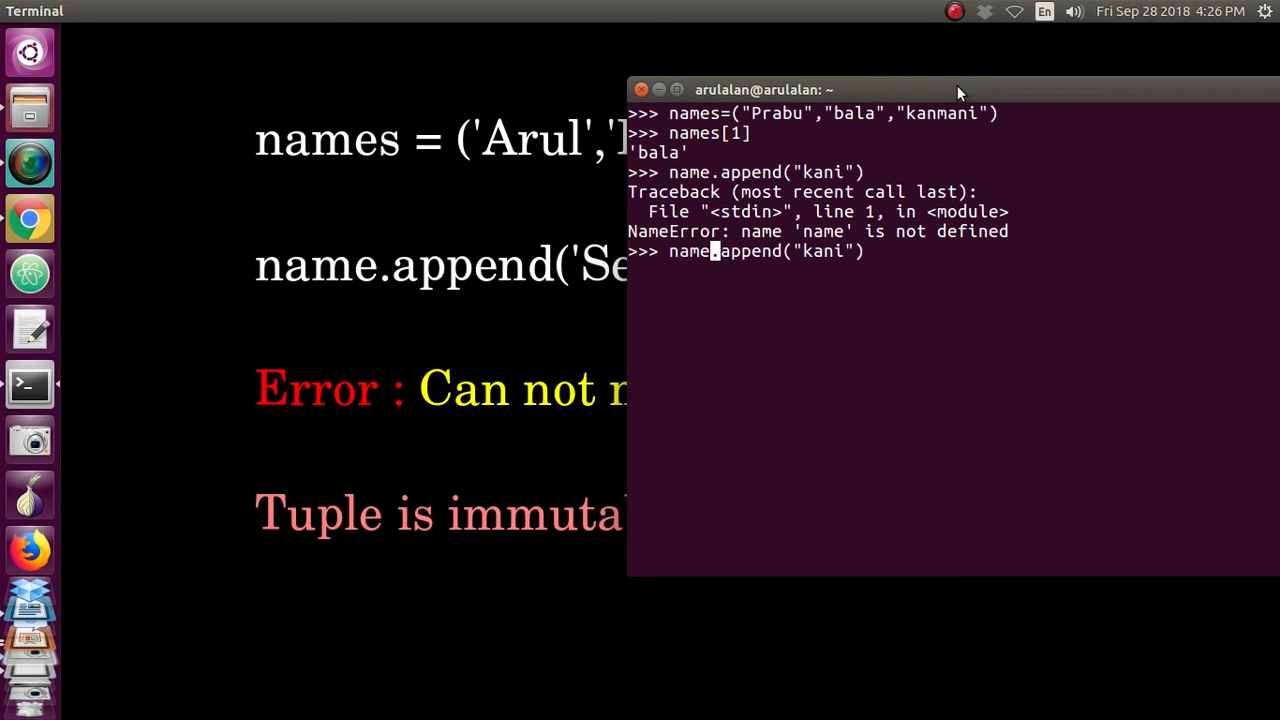 Terminal
En
Fri Sep 28 2018 4:26 PM
names = ('Arul','
name.append('Se
Error : Can not
Tuple is immuta
arulalan@arulalan: ~
>>> names=("Prabu","bala","kanmani")
>>> names[1]
'bala'
>>> name.append("kani")
Traceback (most recent call last):
  File "<stdin>", line 1, in <module>
NameError: name 'name' is not defined
>>> name.append("kani")